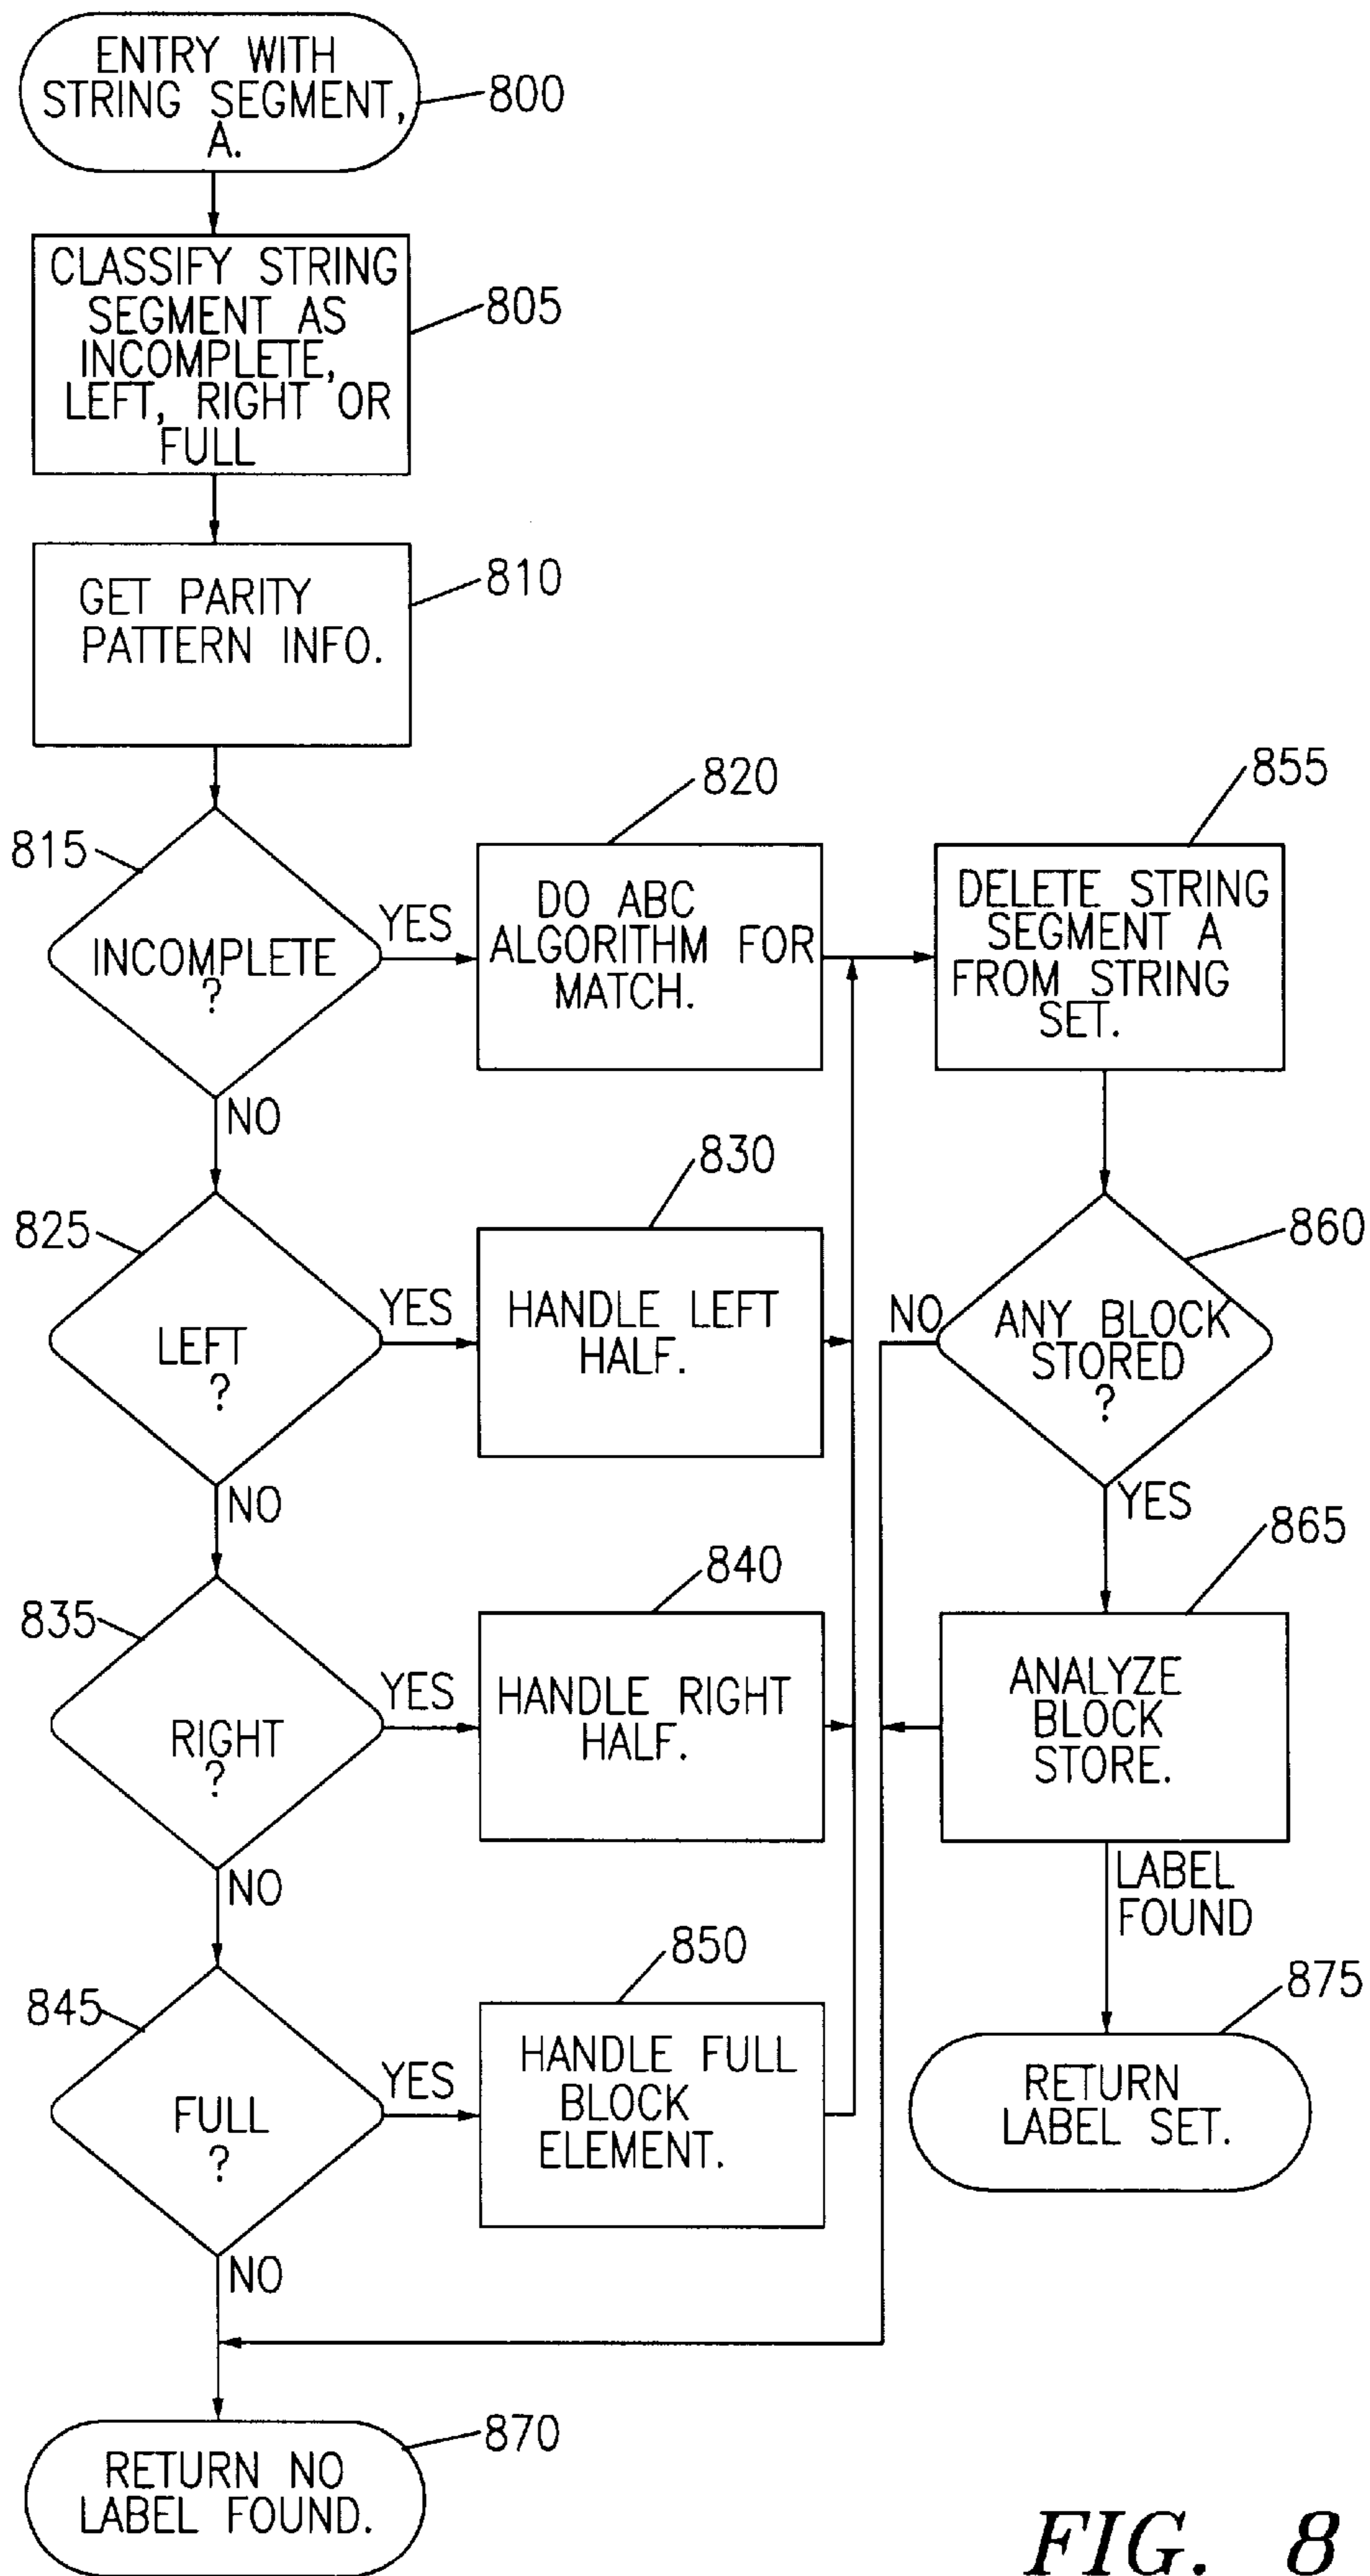 ENTRY WITH
STRING SEGMENT,
A.
800
CLASSIFY STRING
SEGMENT AS
INCOMPLETE,
LEFT, RIGHT OR
FULL
805
GET PARITY
PATTERN INFO.
810
815
INCOMPLETE
?
YES
NO
820
DO ABC
ALGORITHM FOR
MATCH.
855
DELETE STRING
SEGMENT A
FROM STRING
SET.
825
LEFT
?
YES
NO
830
HANDLE LEFT
HALF.
860
NO
ANY BLOCK
STORED
?
YES
835
RIGHT
?
YES
NO
840
HANDLE RIGHT
HALF.
865
ANALYZE
BLOCK
STORE.
LABEL
FOUND
845
FULL
?
YES
NO
850
HANDLE FULL
BLOCK
ELEMENT.
875
RETURN
LABEL SET.
870
RETURN NO
LABEL FOUND.
FIG. 8